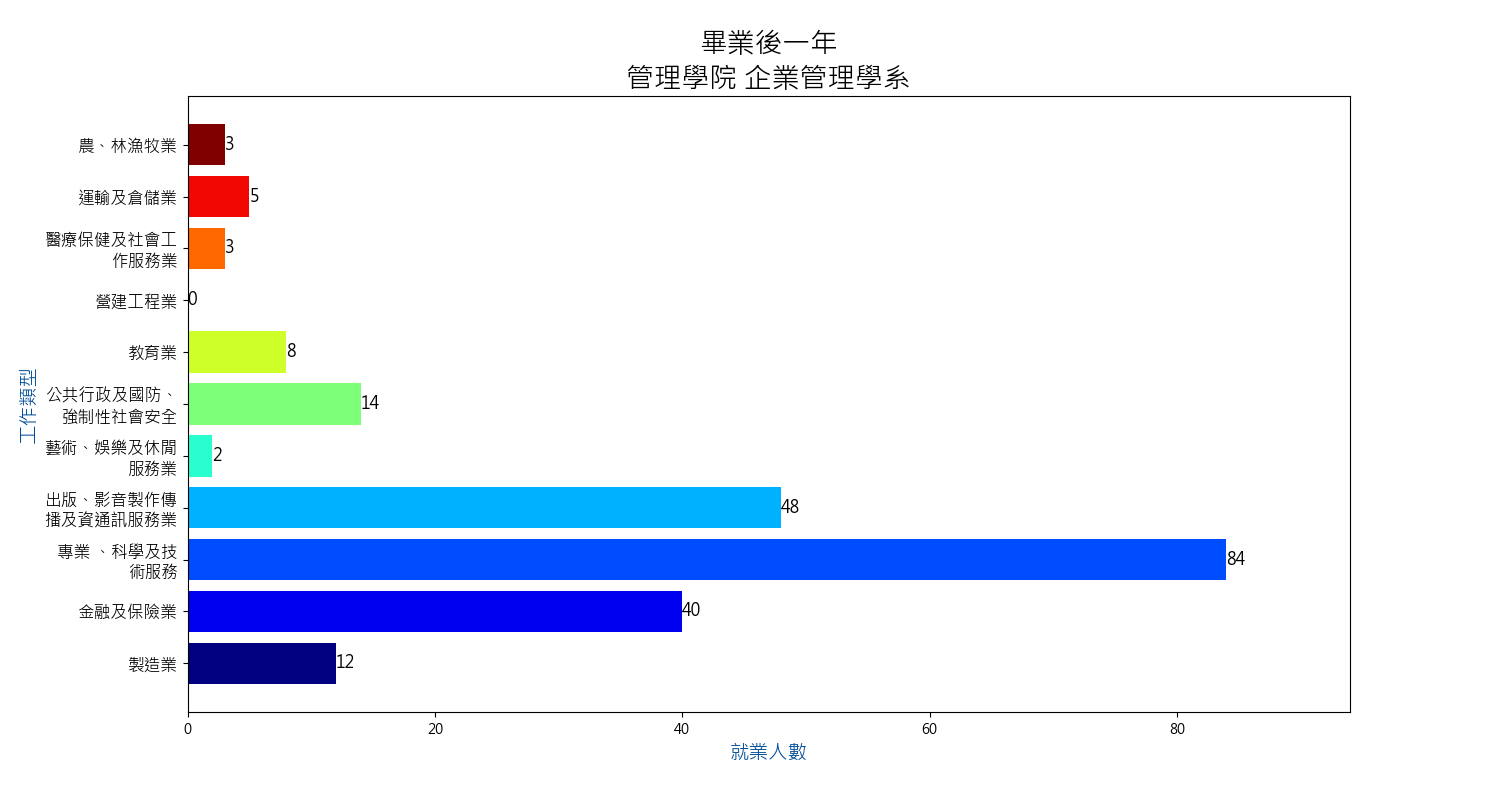 畢業後一年
管理學院 企業管理學系
農、林漁牧業
3
運輸及倉儲業
5
醫療保健及社會工
作服務業
3
營建工程業
0
教育業
8
公共行政及國防、
強制性社會安全
14
藝術、娛樂及休閒
服務業
2
出版、影音製作傳
播及資通訊服務業
48
專業 、科學及技
術服務
84
金融及保險業
40
製造業
12
工作類型
0 20 40 60 80
就業人數